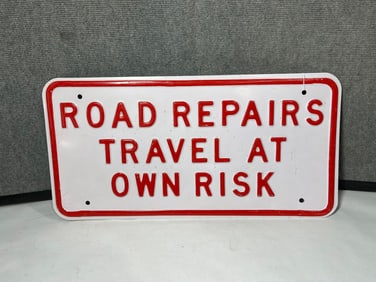 ROAD REPAIRS
TRAVEL AT
OWN RISK